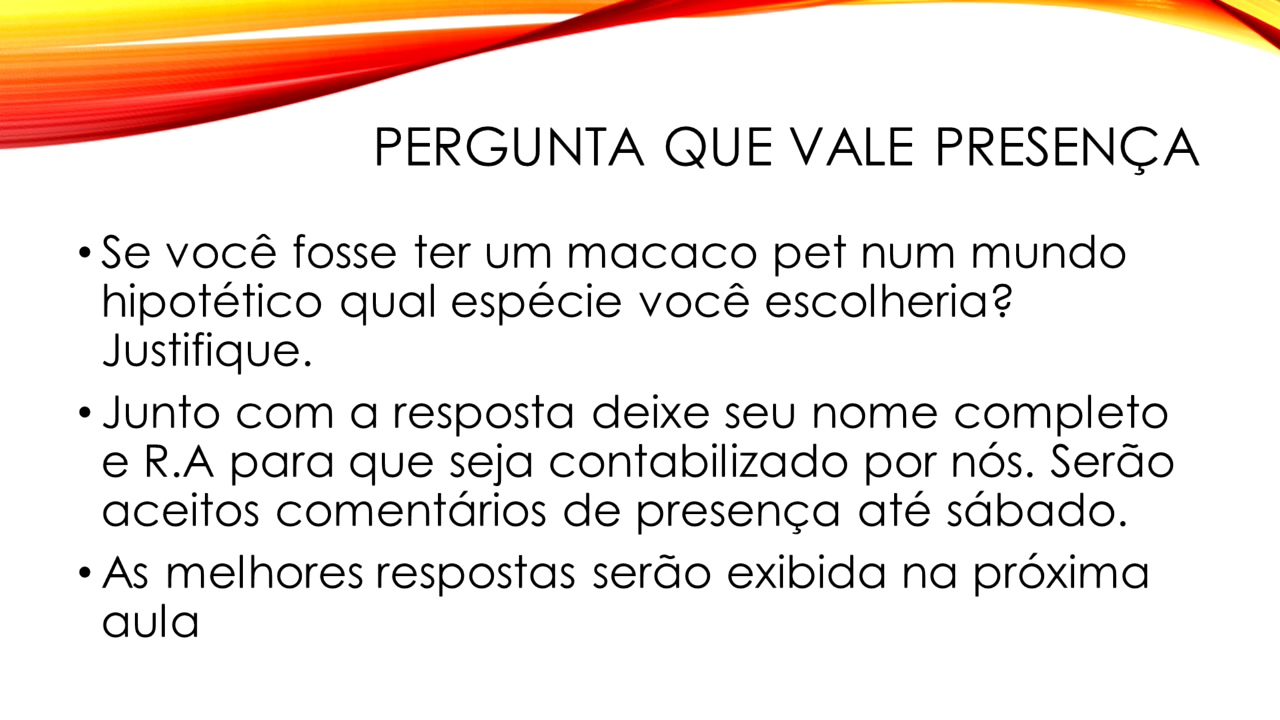 PERGUNTA QUE VALE PRESENÇA
• Se você fosse ter um macaco pet num mundo
hipotético qual espécie você escolheria?
Justifique.
• Junto com a resposta deixe seu nome completo
e R.A para que seja contabilizado por nós. Serão
aceitos comentários de presença até sábado.
• As melhores respostas serão exibida na próxima
aula